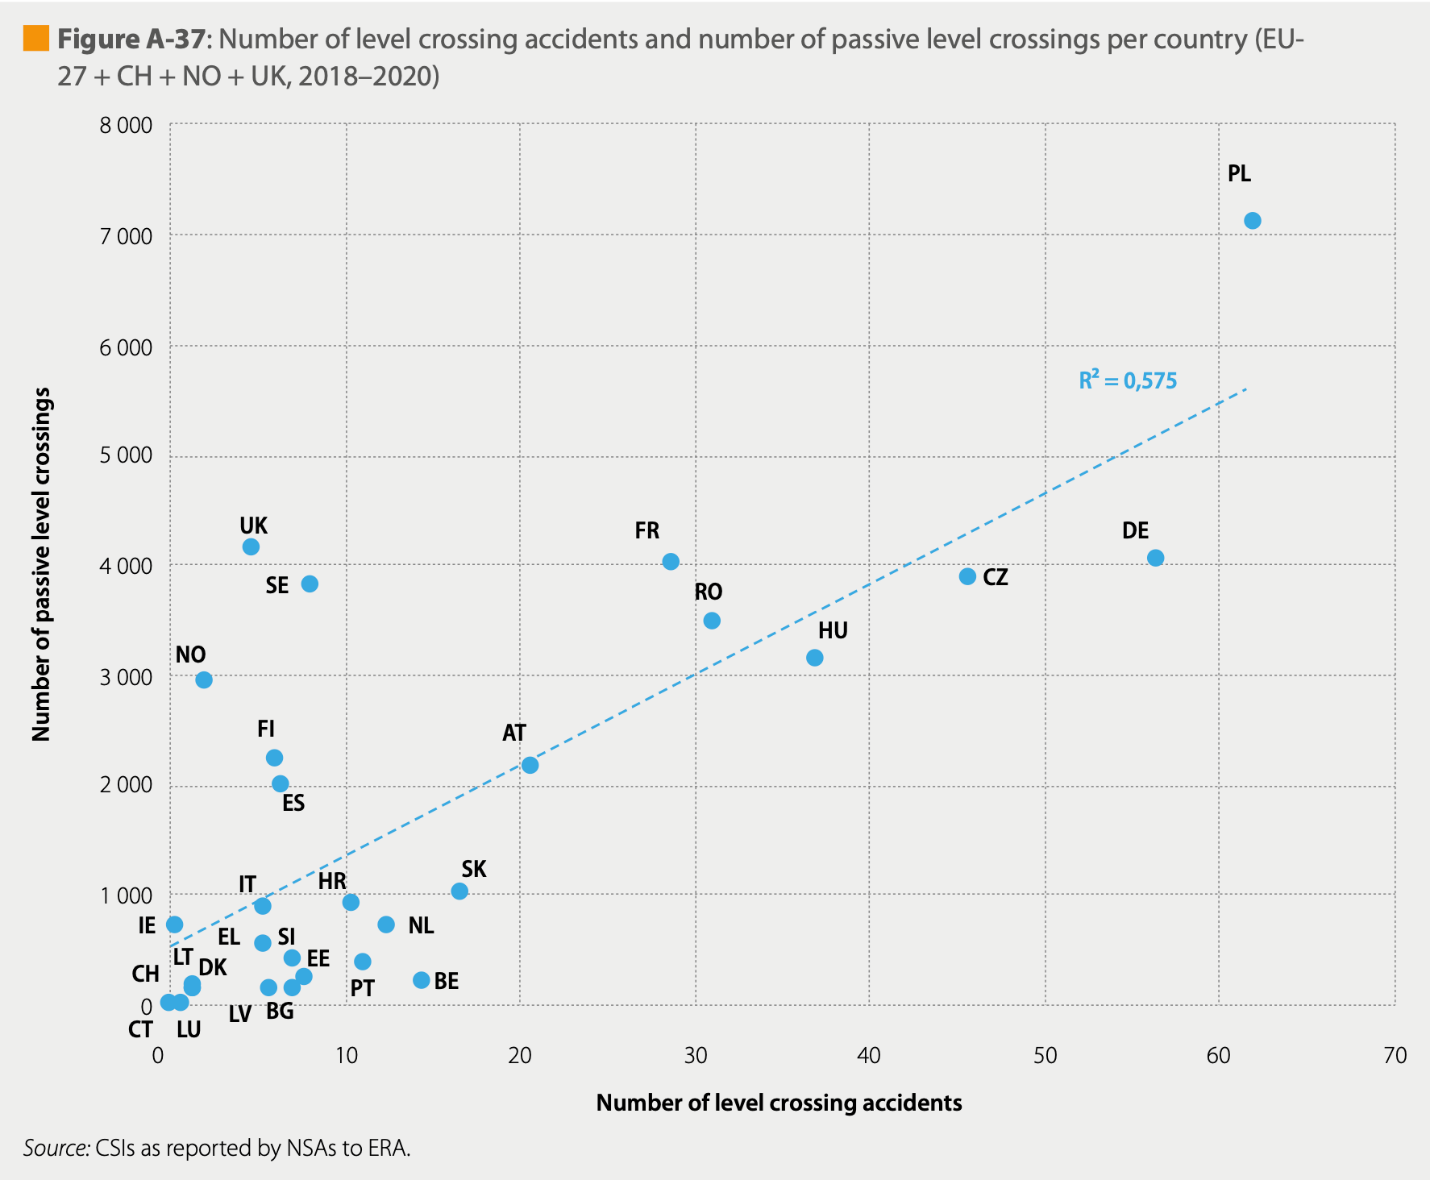 Figure A-37: Number of level crossing accidents and number of passive level crossings per country (EU-
27 + CH + NO + UK, 2018–2020)
8 000
7 000
6 000
5 000
4 000
3 000
2 000
1 000
0
Number of passive level crossings
PL
R² = 0,575
UK
FR
DE
SE
CZ
RO
HU
NO
FI
AT
ES
SK
IT
HR
IE
NL
EL
SI
LT
EE
DK
CH
BE
PT
LV
BG
CT
LU
0
10
20
30
40
50
60
70
Number of level crossing accidents
Source: CSIs as reported by NSAs to ERA.